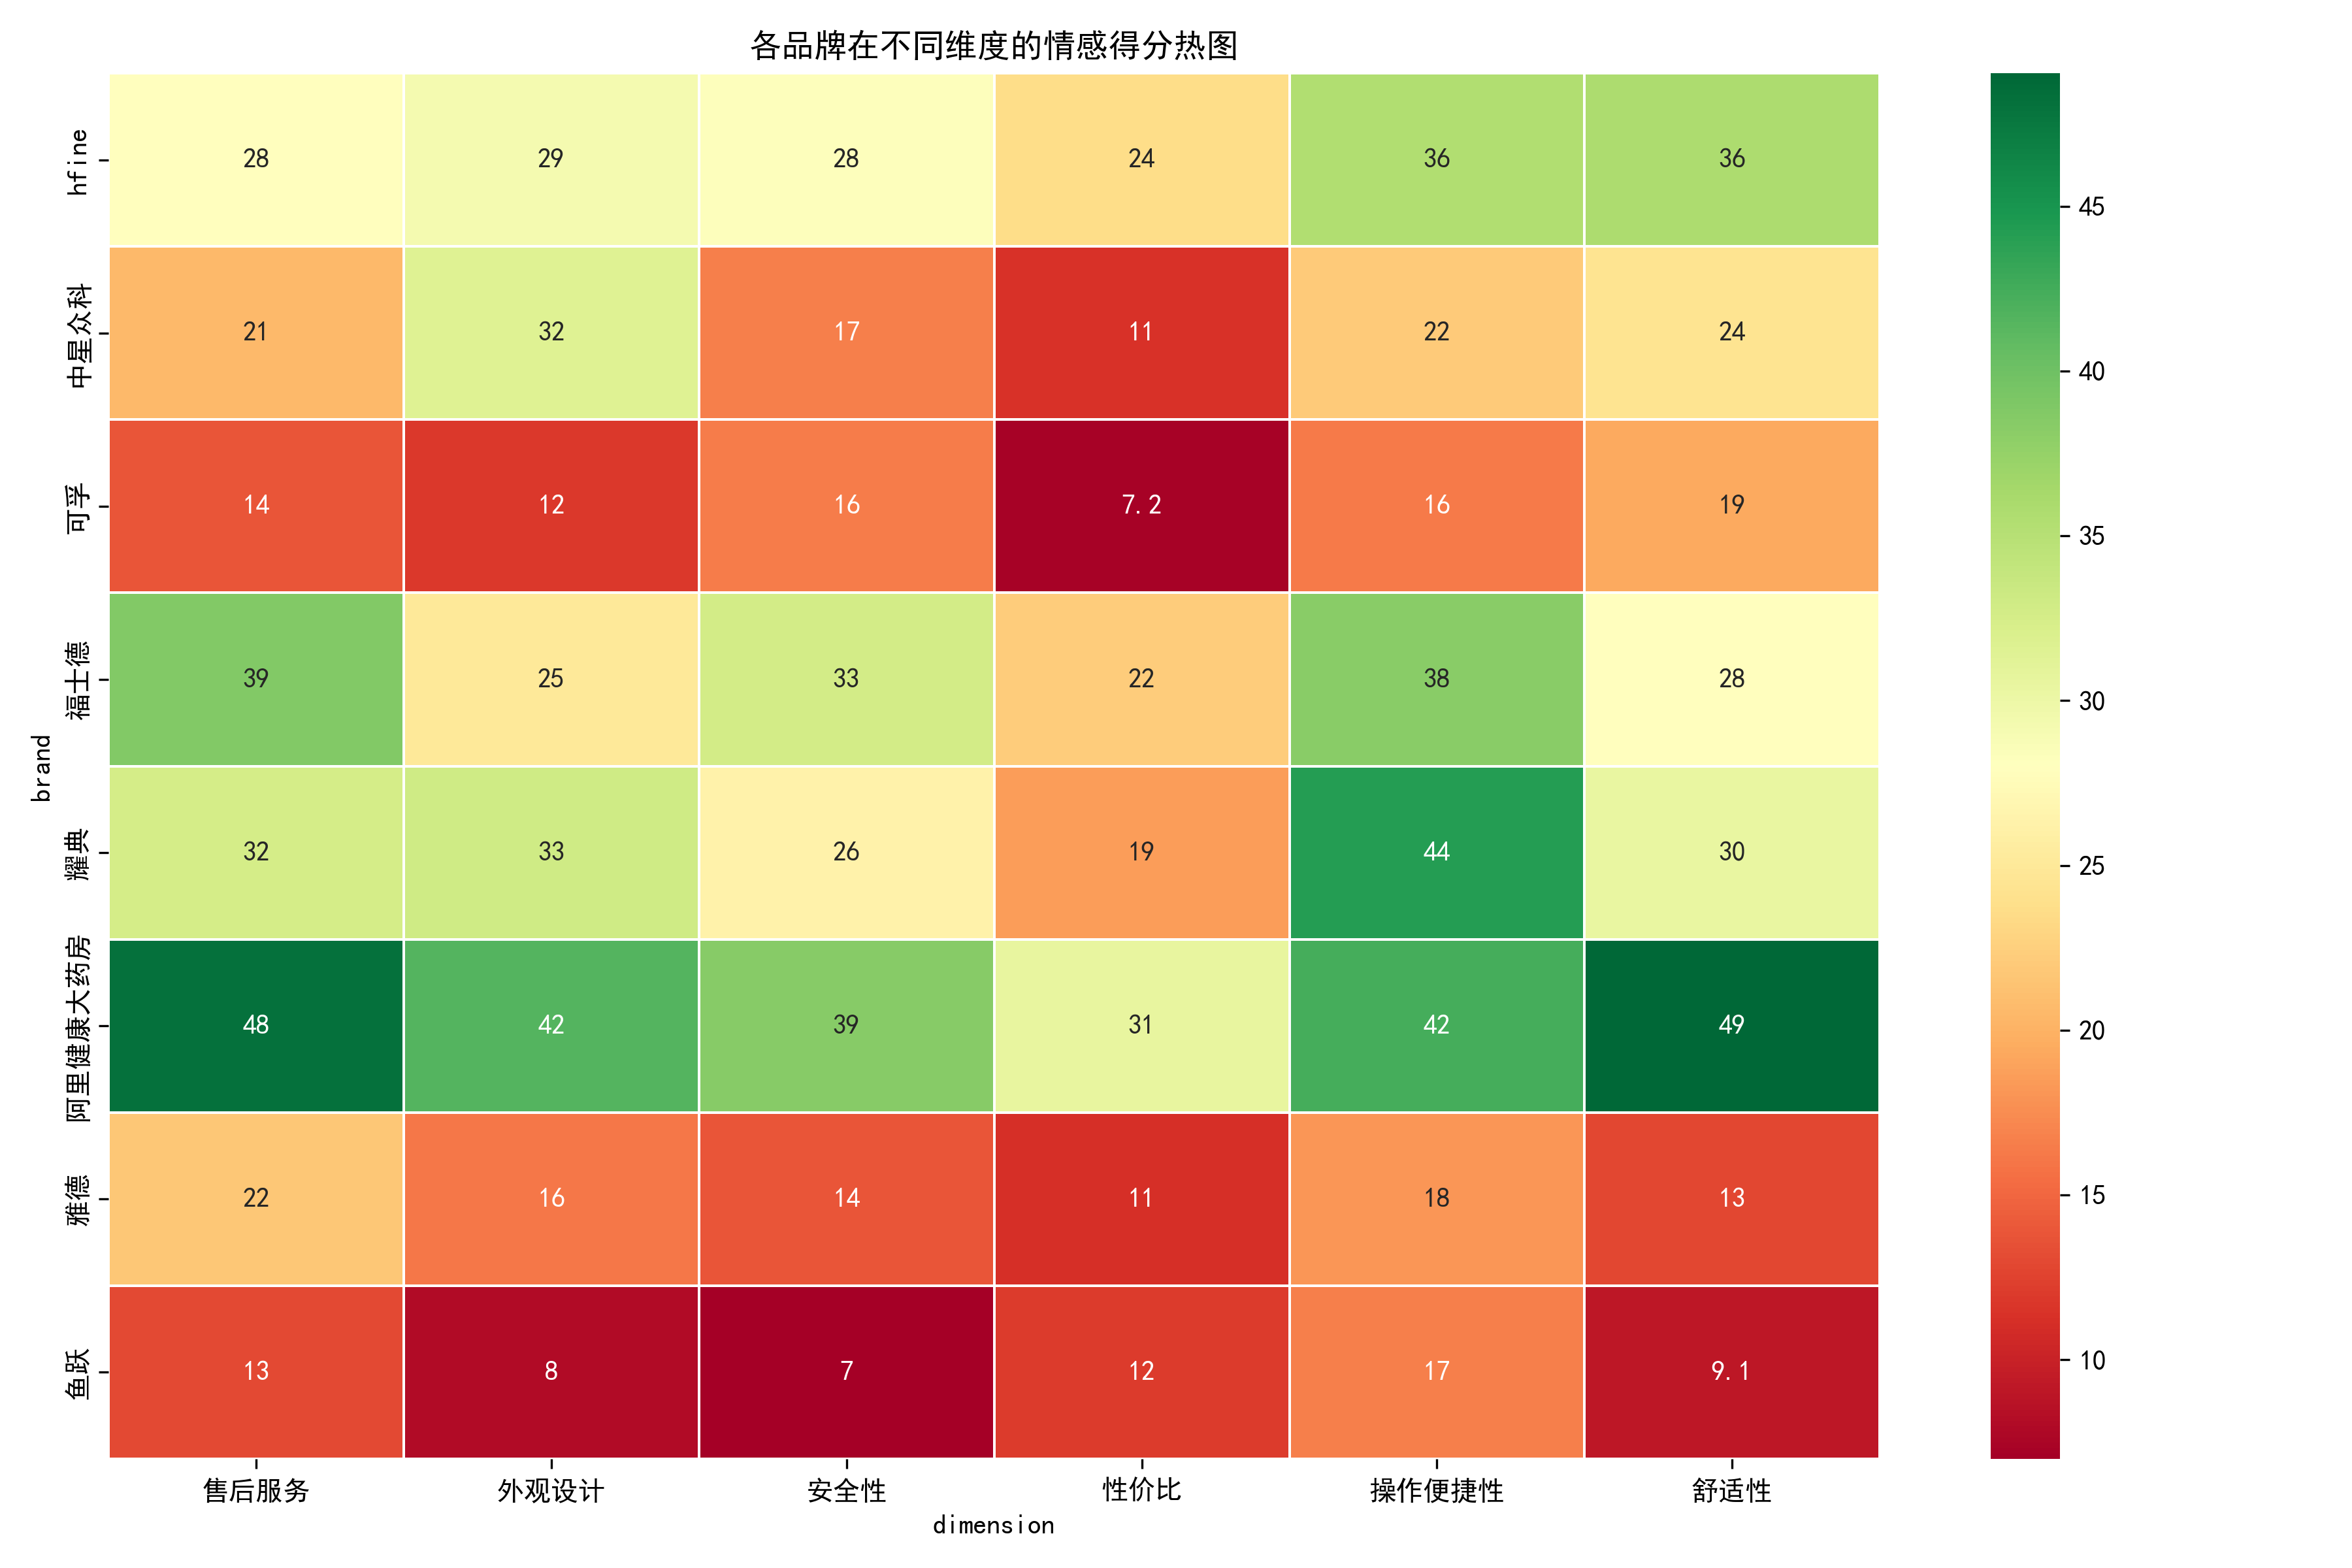 各品牌在不同维度的情感得分热图
brand
hfine 28 29 28 24 36 36
中星众科 21 32 17 11 22 24
可孚 14 12 16 7.2 16 19
福士德 39 25 33 22 38 28
耀典 32 33 26 19 44 30
阿里健康大药房 48 42 39 31 42 49
雅德 22 16 14 11 18 13
鱼跃 13 8 7 12 17 9.1
售后服务 外观设计 安全性 性价比 操作便捷性 舒适性
dimension
45
40
35
30
25
20
15
10